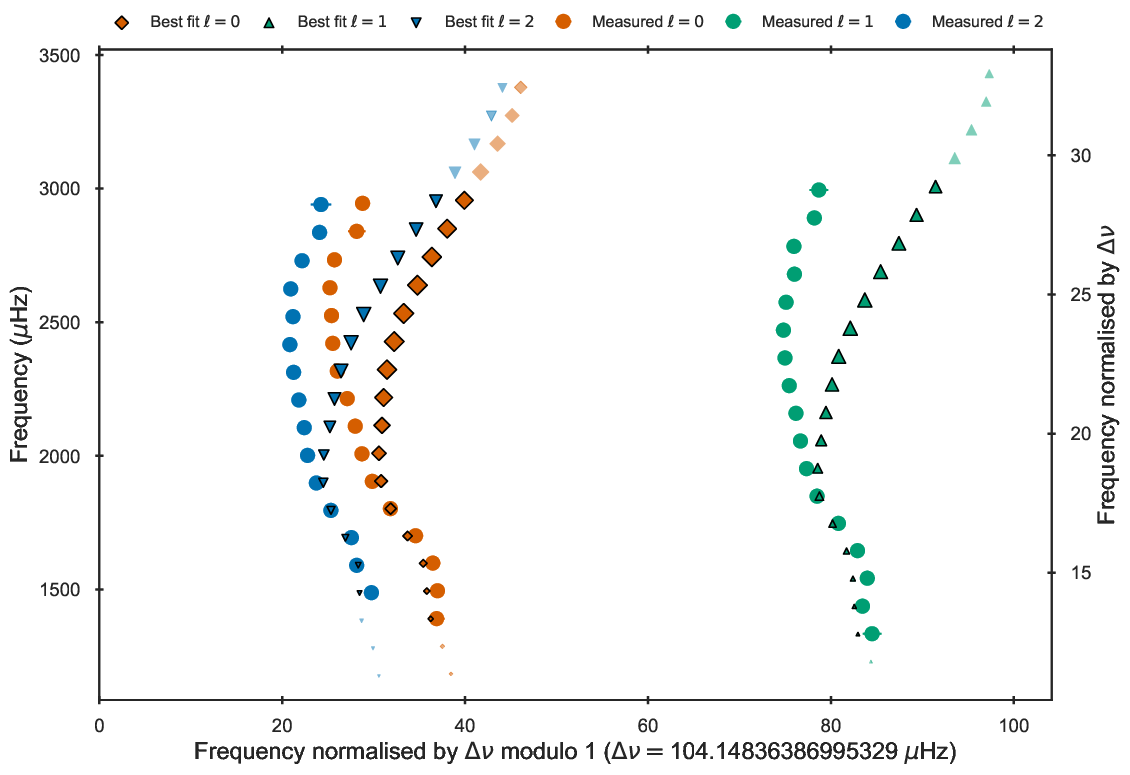 Best fit ℓ = 0 Best fit ℓ = 1 Best fit ℓ = 2 Measured ℓ = 0 Measured ℓ = 1 Measured ℓ = 2
3500
3000
2500
2000
1500
Frequency (μHz)
30
25
20
15
Frequency normalised by Δν
0 20 40 60 80 100
Frequency normalised by Δν modulo 1 (Δν = 104.14836386995329 μHz)